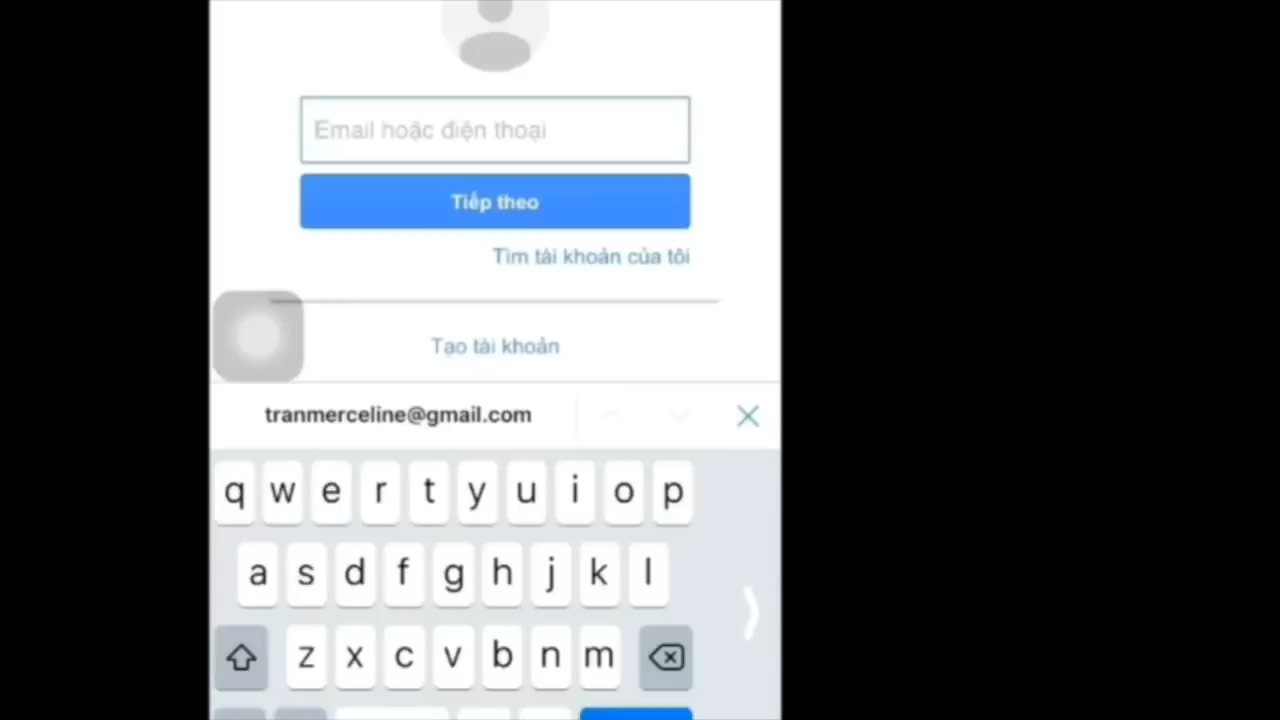 Email hoặc điện thoại
Tiếp theo
Tìm tài khoản của tôi
Tạo tài khoản
tranmerceline@gmail.com
q w e r t y u i o p
a s d f g h j k l
z x c v b n m